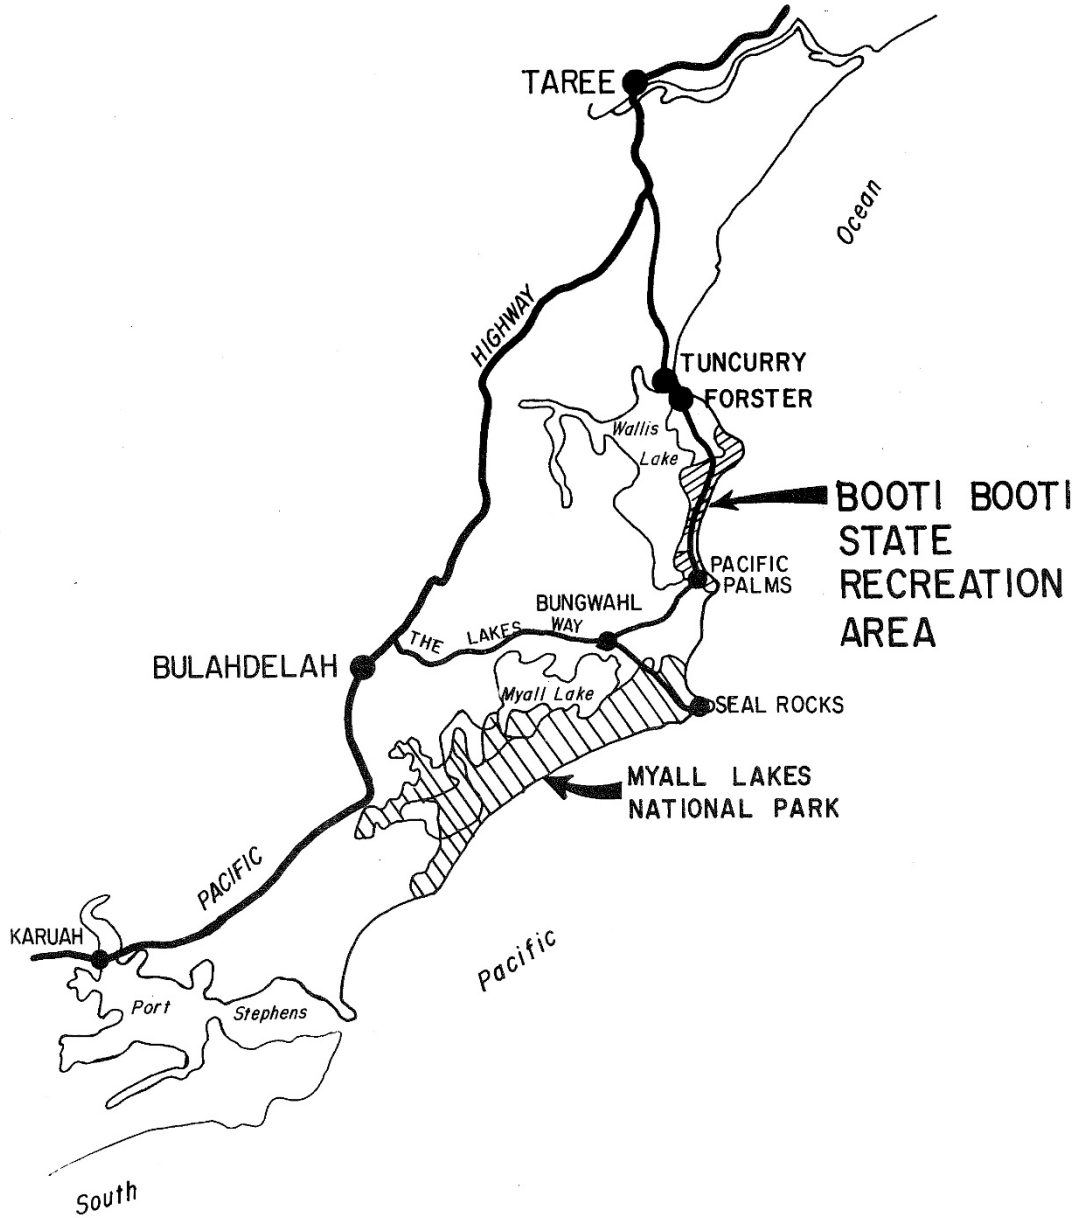 TAREE
Ocean
HIGHWAY
TUNCURRY
FORSTER
Wallis
Lake
BOOTI BOOTI
STATE
RECREATION
AREA
PACIFIC
PALMS
BUNGWAHL
THE LAKES WAY
BULAHDELAH
Myall Lake
SEAL ROCKS
MYALL LAKES
NATIONAL PARK
PACIFIC
KARUAH
Pacific
Port Stephens
South